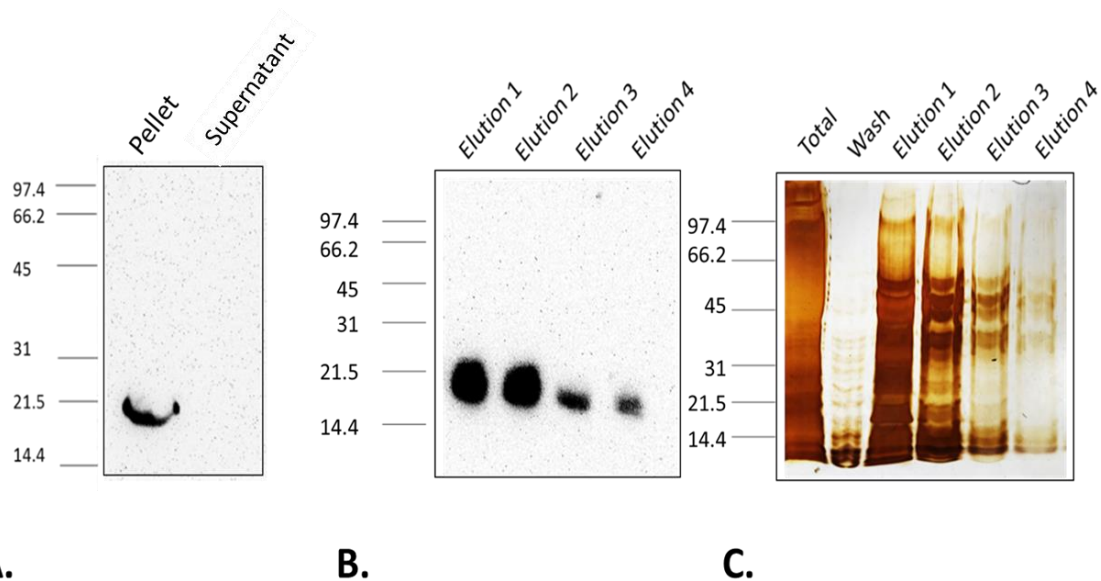 Pellet
Supernatant
97.4
66.2
45
31
21.5
14.4
Elution 1
Elution 2
Elution 3
Elution 4
97.4
66.2
45
31
21.5
14.4
Total
Wash
Elution 1
Elution 2
Elution 3
Elution 4
97.4
66.2
45
31
21.5
14.4
B.
C.